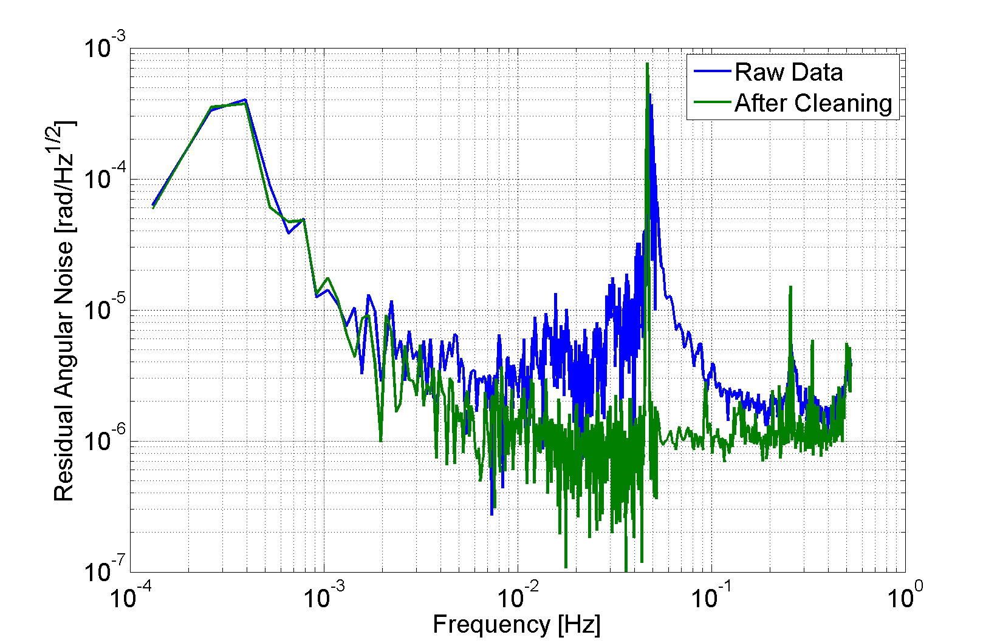 Residual Angular Noise [rad/Hz^1/2]
10^-3
10^-4
10^-5
10^-6
10^-7
Raw Data
After Cleaning
10^-4 10^-3 10^-2 10^-1 10^0
Frequency [Hz]